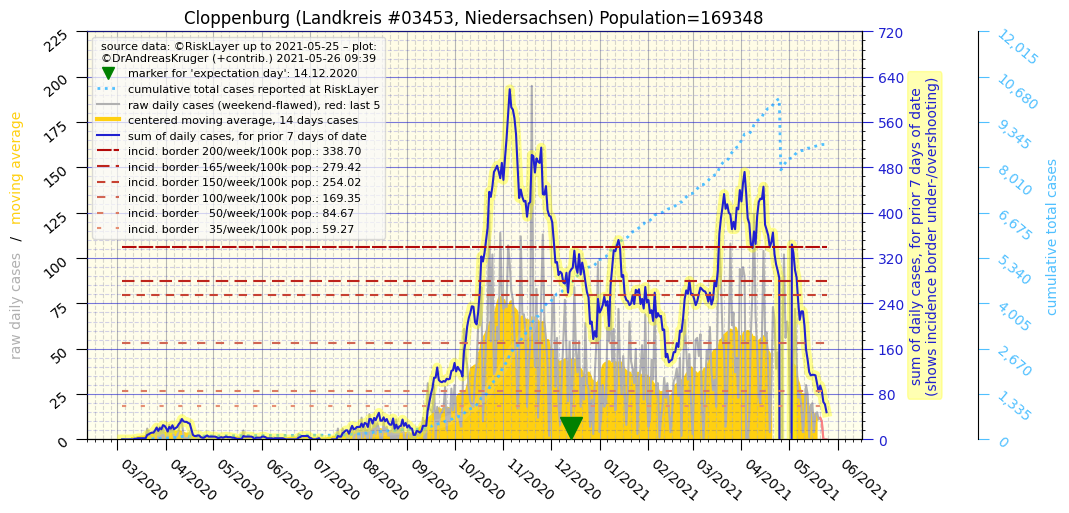 Cloppenburg (Landkreis #03453, Niedersachsen) Population=169348
source data: ©RiskLayer up to 2021-05-25 – plot:
©DrAndreasKruger (+contrib.) 2021-05-26 09:39
marker for 'expectation day': 14.12.2020
cumulative total cases reported at RiskLayer
raw daily cases (weekend-flawed), red: last 5
centered moving average, 14 days cases
sum of daily cases, for prior 7 days of date
incid. border 200/week/100k pop.: 338.70
incid. border 165/week/100k pop.: 279.42
incid. border 150/week/100k pop.: 254.02
incid. border 100/week/100k pop.: 169.35
incid. border   50/week/100k pop.: 84.67
incid. border   35/week/100k pop.: 59.27
raw daily cases / moving average
225
200
175
150
125
100
75
50
25
0
03/2020
04/2020
05/2020
06/2020
07/2020
08/2020
09/2020
10/2020
11/2020
12/2020
01/2021
02/2021
03/2021
04/2021
05/2021
06/2021
720
640
560
480
400
320
240
160
80
0
sum of daily cases, for prior 7 days of date
(shows incidence border under-/overshooting)
12,015
10,680
9,345
8,010
6,675
5,340
4,005
2,670
1,335
0
cumulative total cases